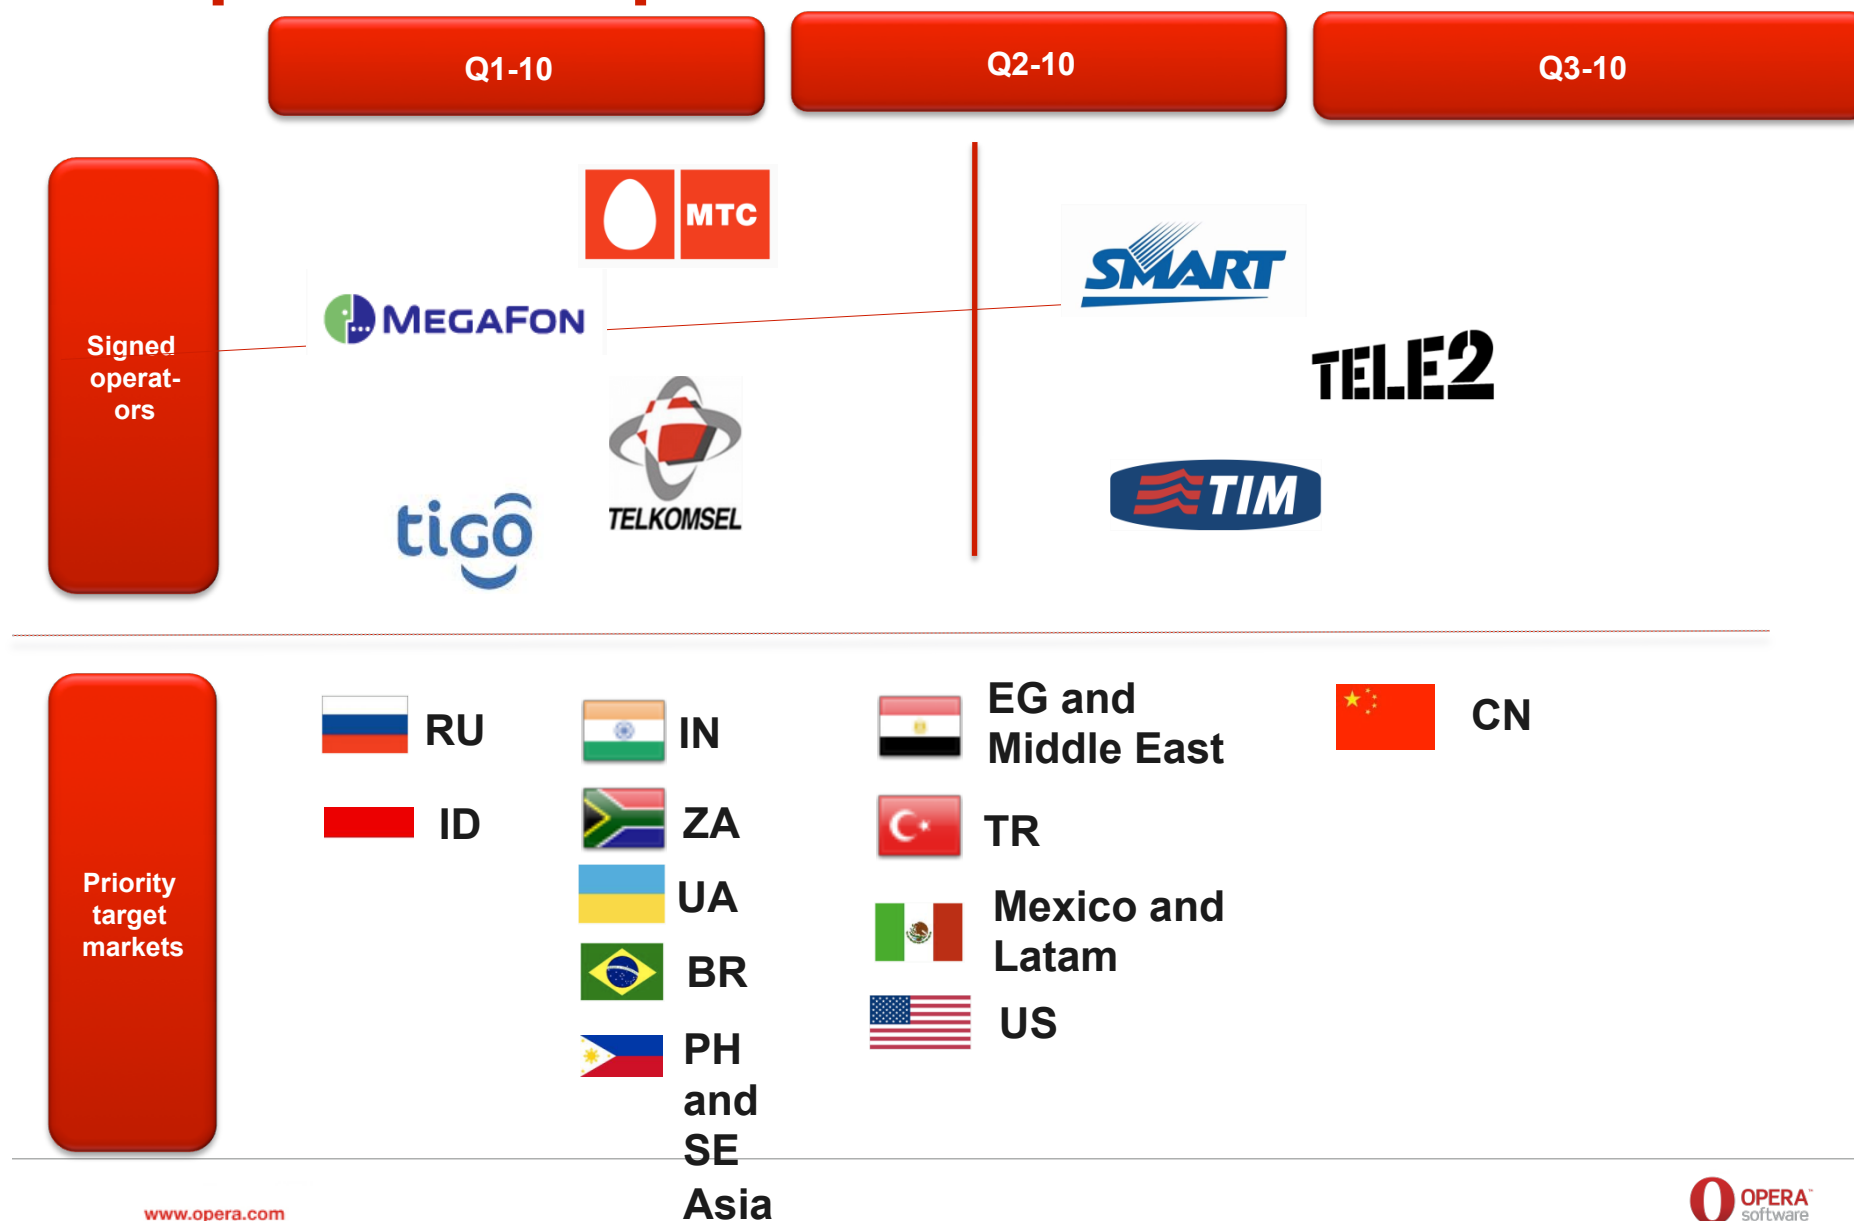 Q1-10
Q2-10
Q3-10
Signed
operat-
ors
МТС
MEGAFON
SMART
TELE2
TELKOMSEL
tigo
TIM
Priority
target
markets
RU
ID
IN
ZA
UA
BR
PH
and
SE
Asia
EG and
Middle East
TR
Mexico and
Latam
US
CN
www.opera.com
OPERA™
software